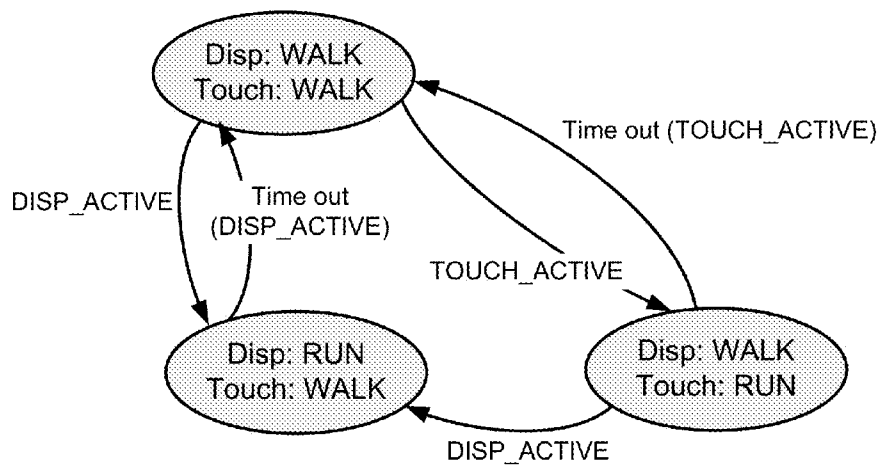 Disp: WALK
Touch: WALK
Time out (TOUCH_ACTIVE)
DISP_ACTIVE
Time out
(DISP_ACTIVE)
TOUCH_ACTIVE
Disp: RUN
Touch: WALK
Disp: WALK
Touch: RUN
DISP_ACTIVE